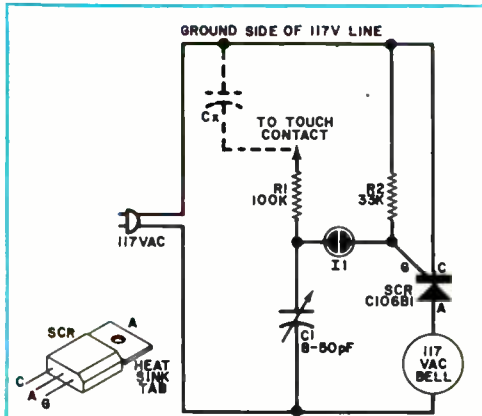 GROUND SIDE OF 117V LINE
Cx
TO TOUCH
CONTACT
R1
100K
R2
33K
117VAC
I1
G
C
SCR
C106B1
A
C1
8-50pF
117
VAC
BELL
SCR
A
HEAT
SINK
TAB
C
A
G